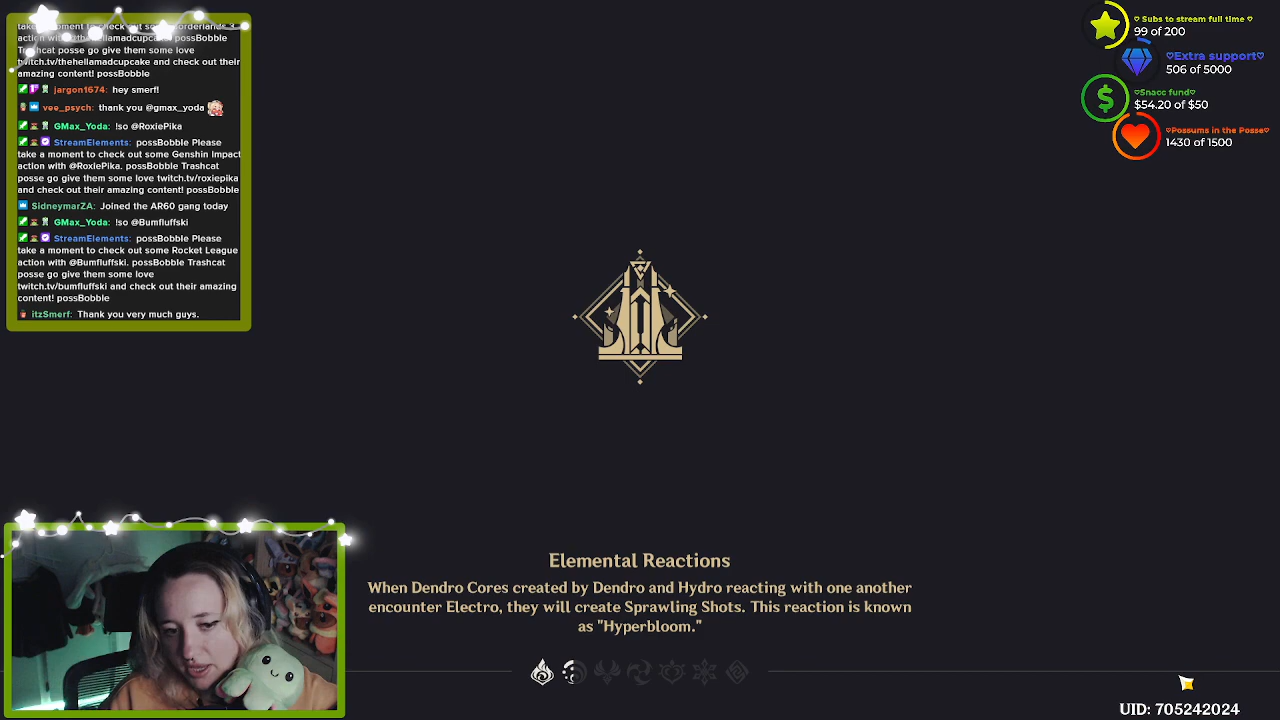 take a moment to check out some Borderlands 3
action with @thehellamadcupcake. possBobble
Trashcat posse go give them some love
twitch.tv/thehellamadcupcake and check out their
amazing content! possBobble
jargon1674: hey smerf!
vee_psych: thank you @gmax_yoda
GMax_Yoda: !so @RoxiePika
StreamElements: possBobble Please
take a moment to check out some Genshin Impact
action with @RoxiePika. possBobble Trashcat
posse go give them some love twitch.tv/roxiepika
and check out their amazing content! possBobble
SidneymarZA: Joined the AR60 gang today
GMax_Yoda: !so @Bumfluffski
StreamElements: possBobble Please
take a moment to check out some Rocket League
action with @Bumfluffski. possBobble Trashcat
posse go give them some love
twitch.tv/bumfluffski and check out their amazing
content! possBobble
itzSmerf: Thank you very much guys.
♡ Subs to stream full time ♡
99 of 200
♡Extra support♡
506 of 5000
♡Snacc fund♡
$54.20 of $50
♡Possums in the Posse♡
1430 of 1500
Elemental Reactions
When Dendro Cores created by Dendro and Hydro reacting with one another
encounter Electro, they will create Sprawling Shots. This reaction is known
as "Hyperbloom."
UID: 705242024